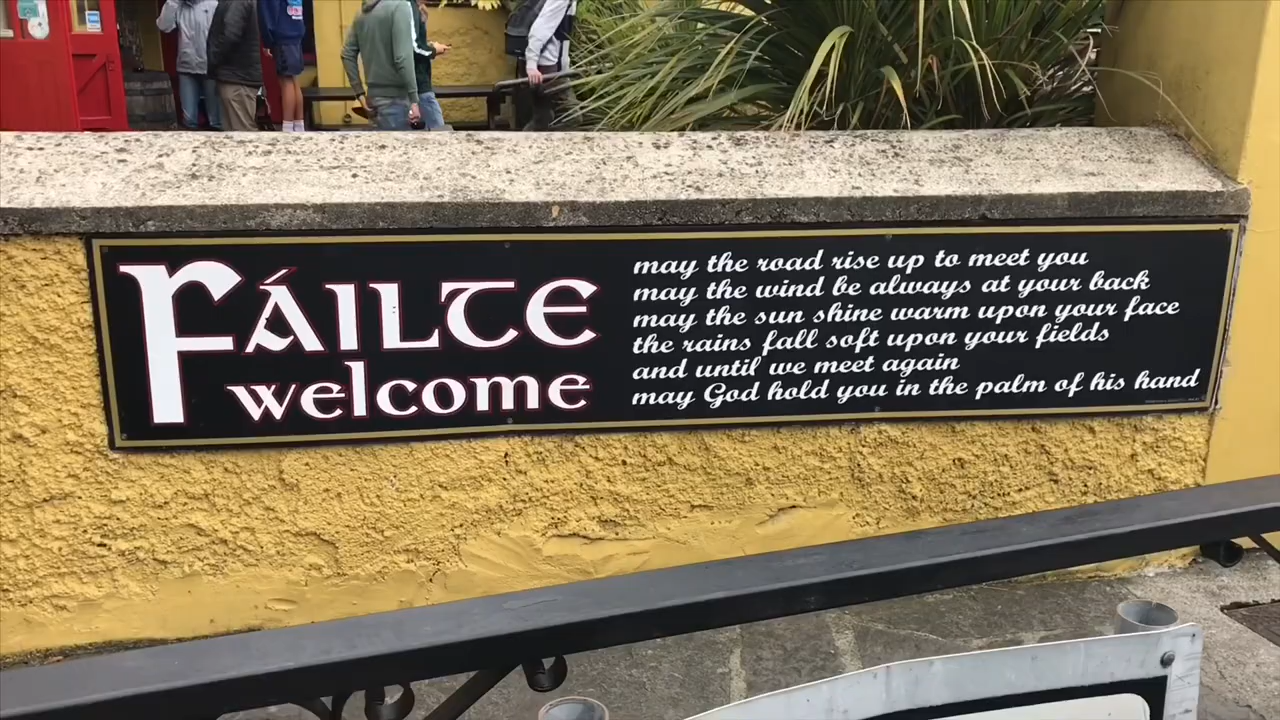 FÁILTE
welcome
may the road rise up to meet you
may the wind be always at your back
may the sun shine warm upon your face
the rains fall soft upon your fields
and until we meet again
may God hold you in the palm of his hand